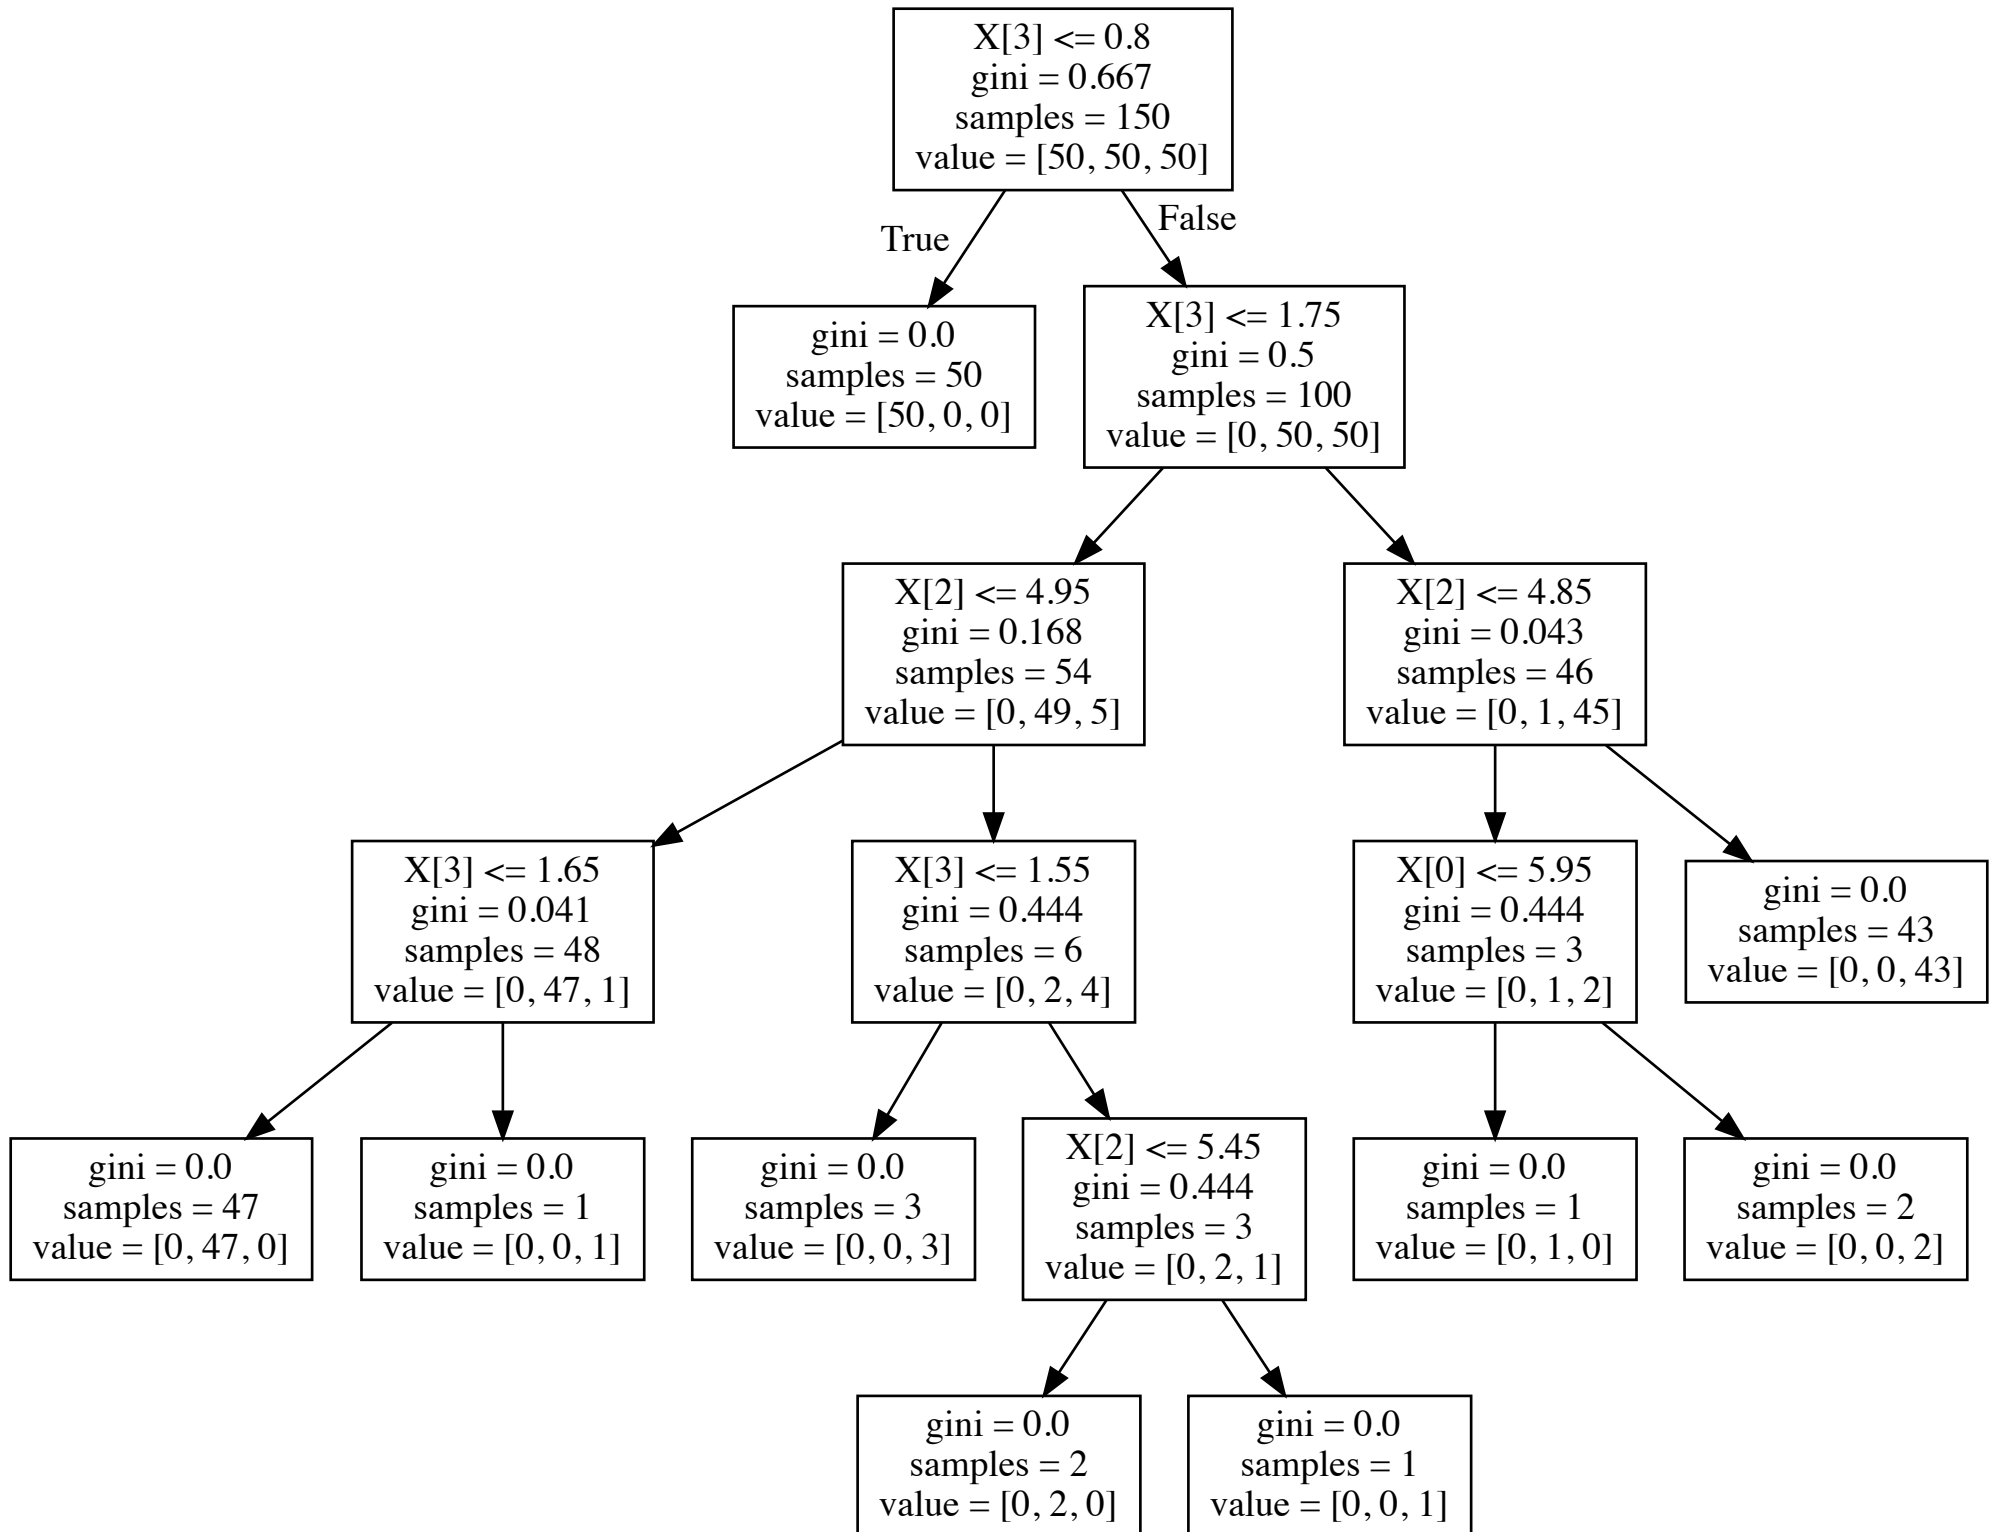 X[3] <= 0.8
gini = 0.667
samples = 150
value = [50, 50, 50]
True
False
gini = 0.0
samples = 50
value = [50, 0, 0]
X[3] <= 1.75
gini = 0.5
samples = 100
value = [0, 50, 50]
X[2] <= 4.95
gini = 0.168
samples = 54
value = [0, 49, 5]
X[2] <= 4.85
gini = 0.043
samples = 46
value = [0, 1, 45]
X[3] <= 1.65
gini = 0.041
samples = 48
value = [0, 47, 1]
X[3] <= 1.55
gini = 0.444
samples = 6
value = [0, 2, 4]
X[0] <= 5.95
gini = 0.444
samples = 3
value = [0, 1, 2]
gini = 0.0
samples = 43
value = [0, 0, 43]
gini = 0.0
samples = 47
value = [0, 47, 0]
gini = 0.0
samples = 1
value = [0, 0, 1]
gini = 0.0
samples = 3
value = [0, 0, 3]
X[2] <= 5.45
gini = 0.444
samples = 3
value = [0, 2, 1]
gini = 0.0
samples = 1
value = [0, 1, 0]
gini = 0.0
samples = 2
value = [0, 0, 2]
gini = 0.0
samples = 2
value = [0, 2, 0]
gini = 0.0
samples = 1
value = [0, 0, 1]